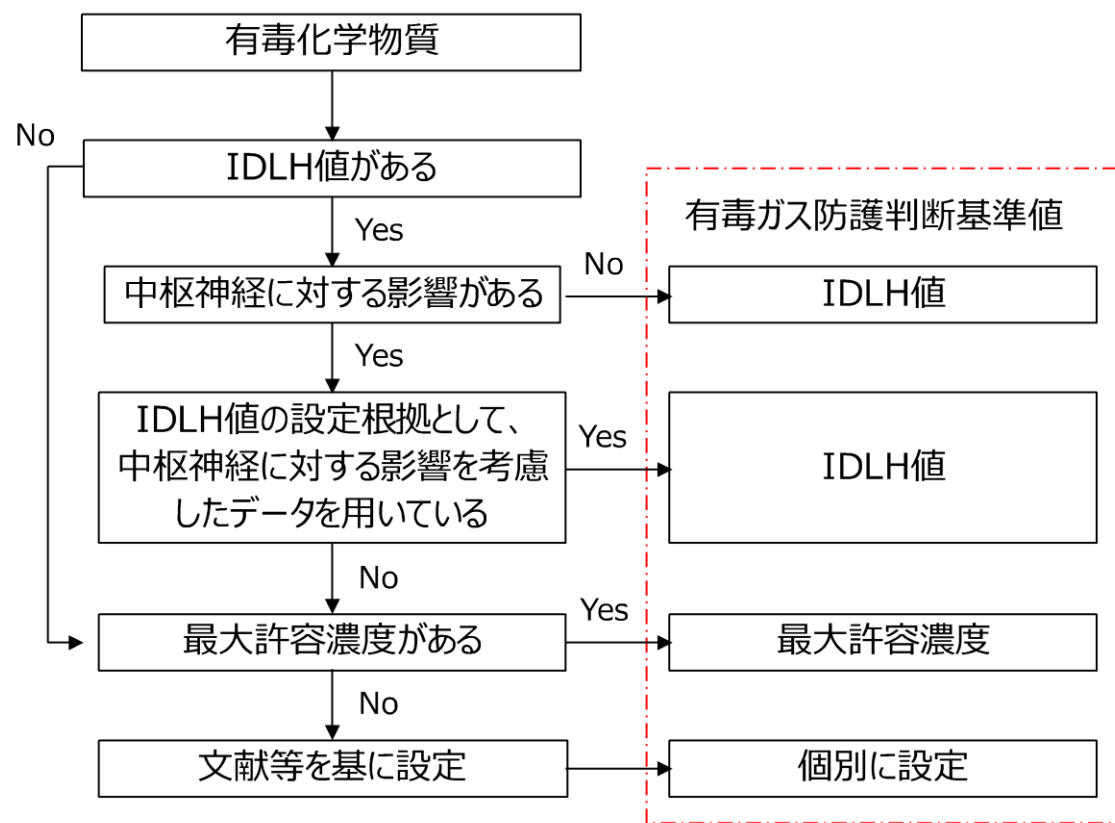 有毒化学物質
No
IDLH値がある
有毒ガス防護判断基準値
Yes
No
中枢神経に対する影響がある
IDLH値
Yes
IDLH値の設定根拠として、
中枢神経に対する影響を考慮
したデータを用いている
Yes
IDLH値
No
Yes
最大許容濃度がある
最大許容濃度
No
文献等を基に設定
個別に設定